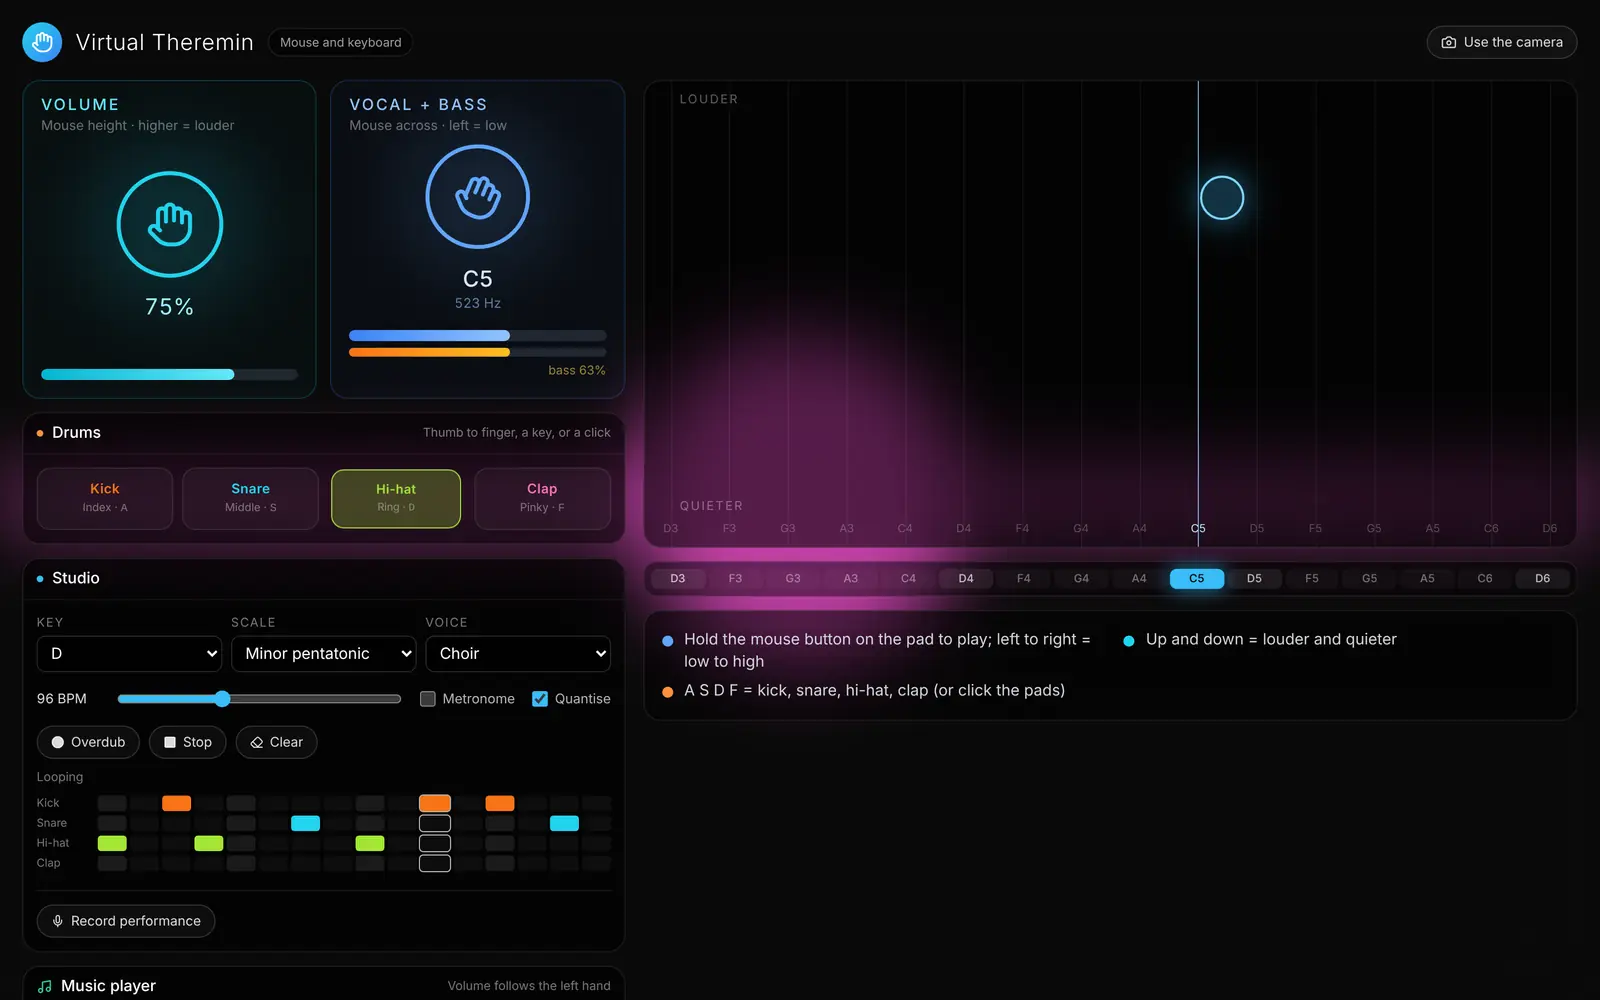 Virtual Theremin
Mouse and keyboard
Use the camera
VOLUME
Mouse height · higher = louder
75%
VOCAL + BASS
Mouse across · left = low
C5
523 Hz
bass 63%
LOUDER
QUIETER
D3 F3 G3 A3 C4 D4 F4 G4 A4 C5 D5 F5 G5 A5 C6 D6
D3 F3 G3 A3 C4 D4 F4 G4 A4 C5 D5 F5 G5 A5 C6 D6
Hold the mouse button on the pad to play; left to right =
low to high
Up and down = louder and quieter
A S D F = kick, snare, hi-hat, clap (or click the pads)
Drums
Thumb to finger, a key, or a click
Kick
Index · A
Snare
Middle · S
Hi-hat
Ring · D
Clap
Pinky · F
Studio
KEY
D
SCALE
Minor pentatonic
VOICE
Choir
96 BPM
Metronome
Quantise
Overdub
Stop
Clear
Looping
Kick
Snare
Hi-hat
Clap
Record performance
Music player
Volume follows the left hand